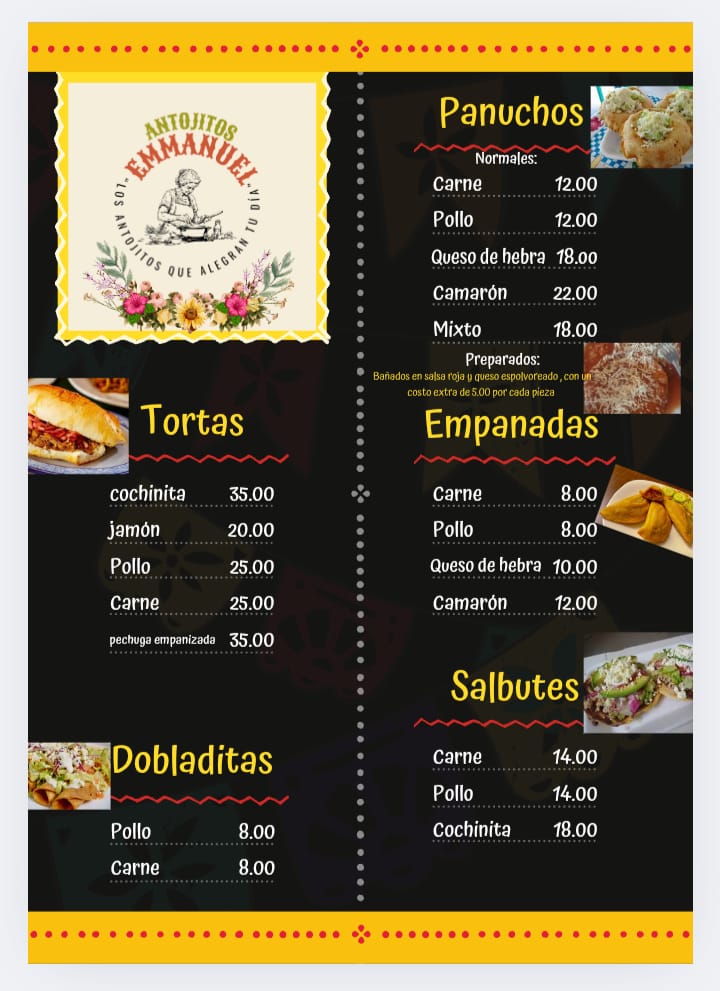 ANTOJITOS
EMMANUEL
"LOS ANTOJITOS QUE ALEGRAN TU DÍA"
Tortas
cochinita 35.00
jamón 20.00
Pollo 25.00
Carne 25.00
pechuga empanizada 35.00
Dobladitas
Pollo 8.00
Carne 8.00
Panuchos
Normales:
Carne 12.00
Pollo 12.00
Queso de hebra 18.00
Camarón 22.00
Mixto 18.00
Preparados:
Bañados en salsa roja y queso espolvoreado , con un
costo extra de 5.00 por cada pieza
Empanadas
Carne 8.00
Pollo 8.00
Queso de hebra 10.00
Camarón 12.00
Salbutes
Carne 14.00
Pollo 14.00
Cochinita 18.00